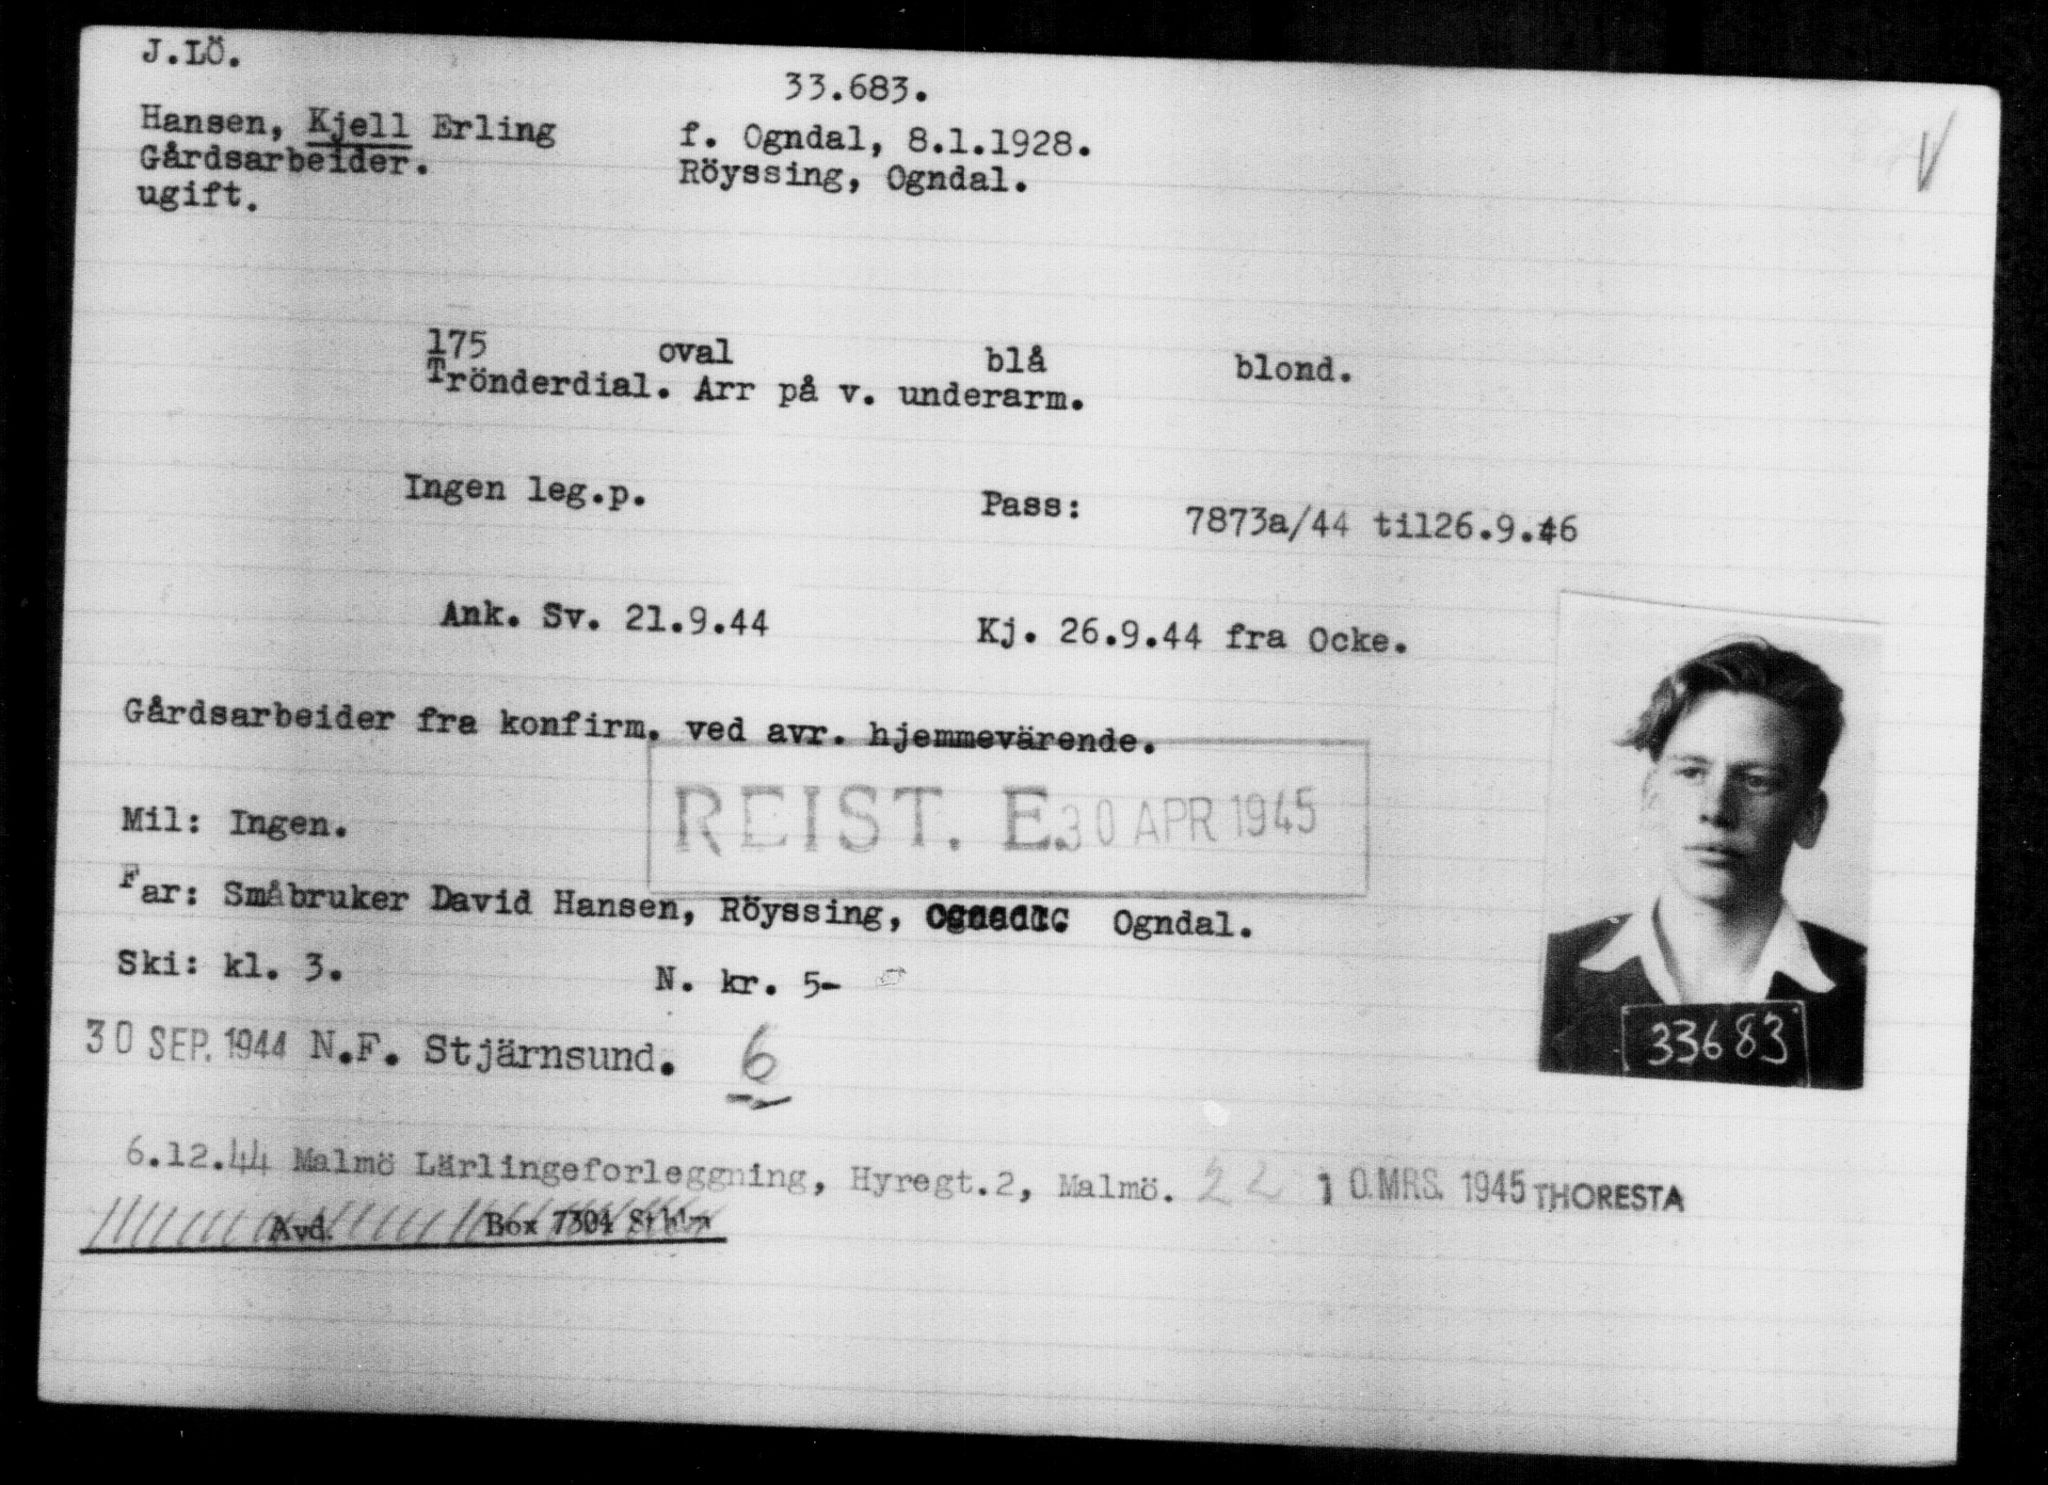 J.LÖ.
33.683.
Hansen, Kjell Erling f. Ogndal, 8.1.1928.
Gårdsarbeider. Röyssing, Ogndal.
ugift.
175 oval blå blond.
Trönderdial. Arr på v. underarm.
Ingen leg.p. Pass: 7873a/44 til26.9.46
Ank. Sv. 21.9.44 Kj. 26.9.44 fra Ocke.
Gårdsarbeider fra konfirm. ved avr. hjemmevärende.
REIST. E. 30 APR 1945
Mil: Ingen.
Far: Småbruker David Hansen, Röyssing, Ogndal.
Ski: kl. 3. N. kr. 5-
33683
30 SEP. 1944 N.F. Stjärnsund. 6
6.12.44 Malmö Lärlingeforleggning, Hyregt.2, Malmö. 22 10. MRS. 1945 THORESTA
Avd. Box 7304 Sthlm